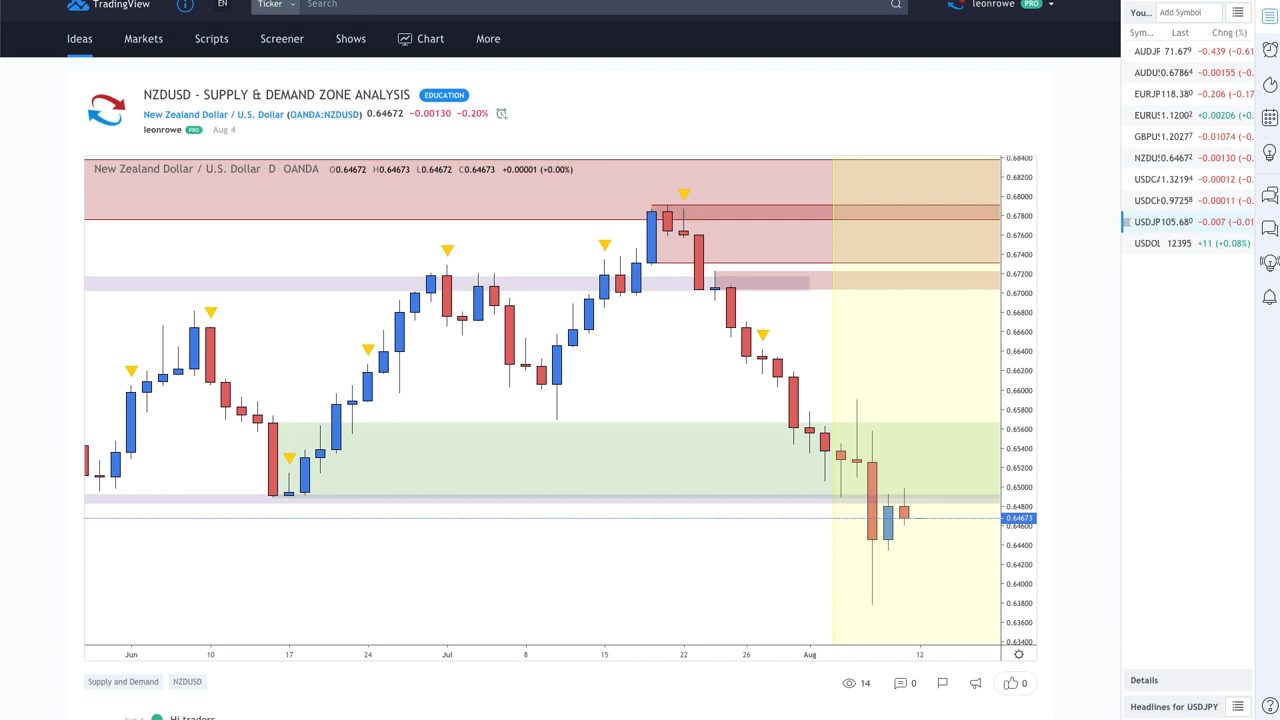 TradingView EN Ticker Search leonrowe PRO
Ideas Markets Scripts Screener Shows Chart More
NZDUSD - SUPPLY & DEMAND ZONE ANALYSIS EDUCATION
New Zealand Dollar / U.S. Dollar (OANDA:NZDUSD) 0.64672 −0.00130 −0.20%
leonrowe PRO Aug 4
New Zealand Dollar / U.S. Dollar D OANDA O0.64672 H0.64673 L0.64672 C0.64673 +0.00001 (+0.00%)
0.68400
0.68200
0.68000
0.67800
0.67600
0.67400
0.67200
0.67000
0.66800
0.66600
0.66400
0.66200
0.66000
0.65800
0.65600
0.65400
0.65200
0.65000
0.64800
0.64673
0.64600
0.64400
0.64200
0.64000
0.63800
0.63600
0.63400
Jun 10 17 24 Jul 8 15 22 26 Aug 12
Supply and Demand NZDUSD 14 0 0
Aug 4 Hi traders
You... Add Symbol
Sym... Last Chng (%)
AUDJF 71.679 −0.439 (−0.61
AUDU 0.67864 −0.00155 (−0.
EURJP 118.380 −0.206 (−0.17
EURU 1.12002 +0.00206 (+0.
GBPU 1.20277 −0.01074 (−0.
NZDU 0.64672 −0.00130 (−0.
USDC 1.32194 −0.00001 (−0.
USDC 0.97258 −0.00011 (−0.
USDJP 105.680 −0.007 (−0.01
USDOL 12395 +11 (+0.08%)
Details
Headlines for USDJPY